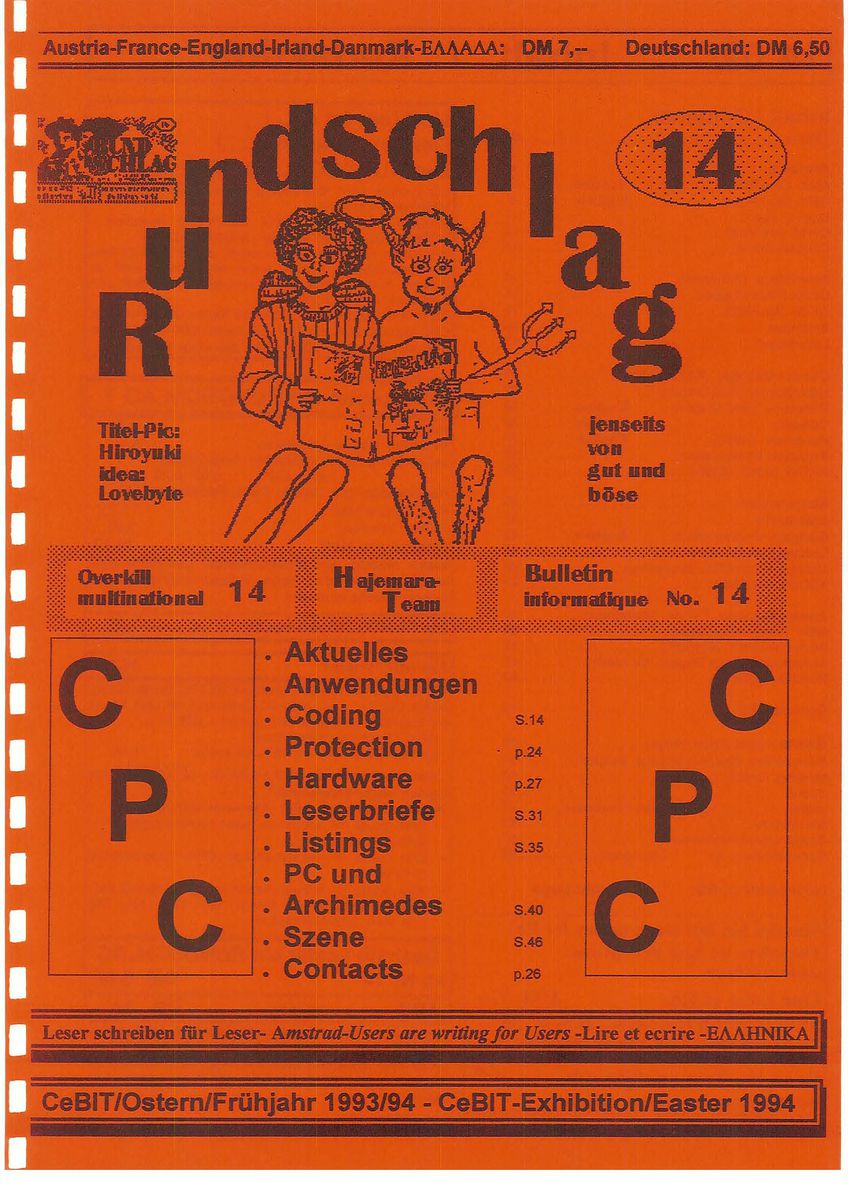 Austria-France-England-Irland-Danmark-ΕΛΛΑΔΑ: DM 7,-- Deutschland: DM 6,50
Rundschlag
14
RUND
SCHLAG
Titel-Pic:
Hiroyuki
idea:
Lovebyte
jenseits
von
gut und
böse
Overkill
multinational 14
Hajemara-
Team
Bulletin
informatique No. 14
C
P
C
• Aktuelles
• Anwendungen
• Coding S.14
• Protection p.24
• Hardware p.27
• Leserbriefe S.31
• Listings S.35
• PC und
• Archimedes S.40
• Szene S.46
• Contacts p.26
C
P
C
Leser schreiben für Leser- Amstrad-Users are writing for Users -Lire et ecrire -ΕΛΛΗΝΙΚΑ
CeBIT/Ostern/Frühjahr 1993/94 - CeBIT-Exhibition/Easter 1994